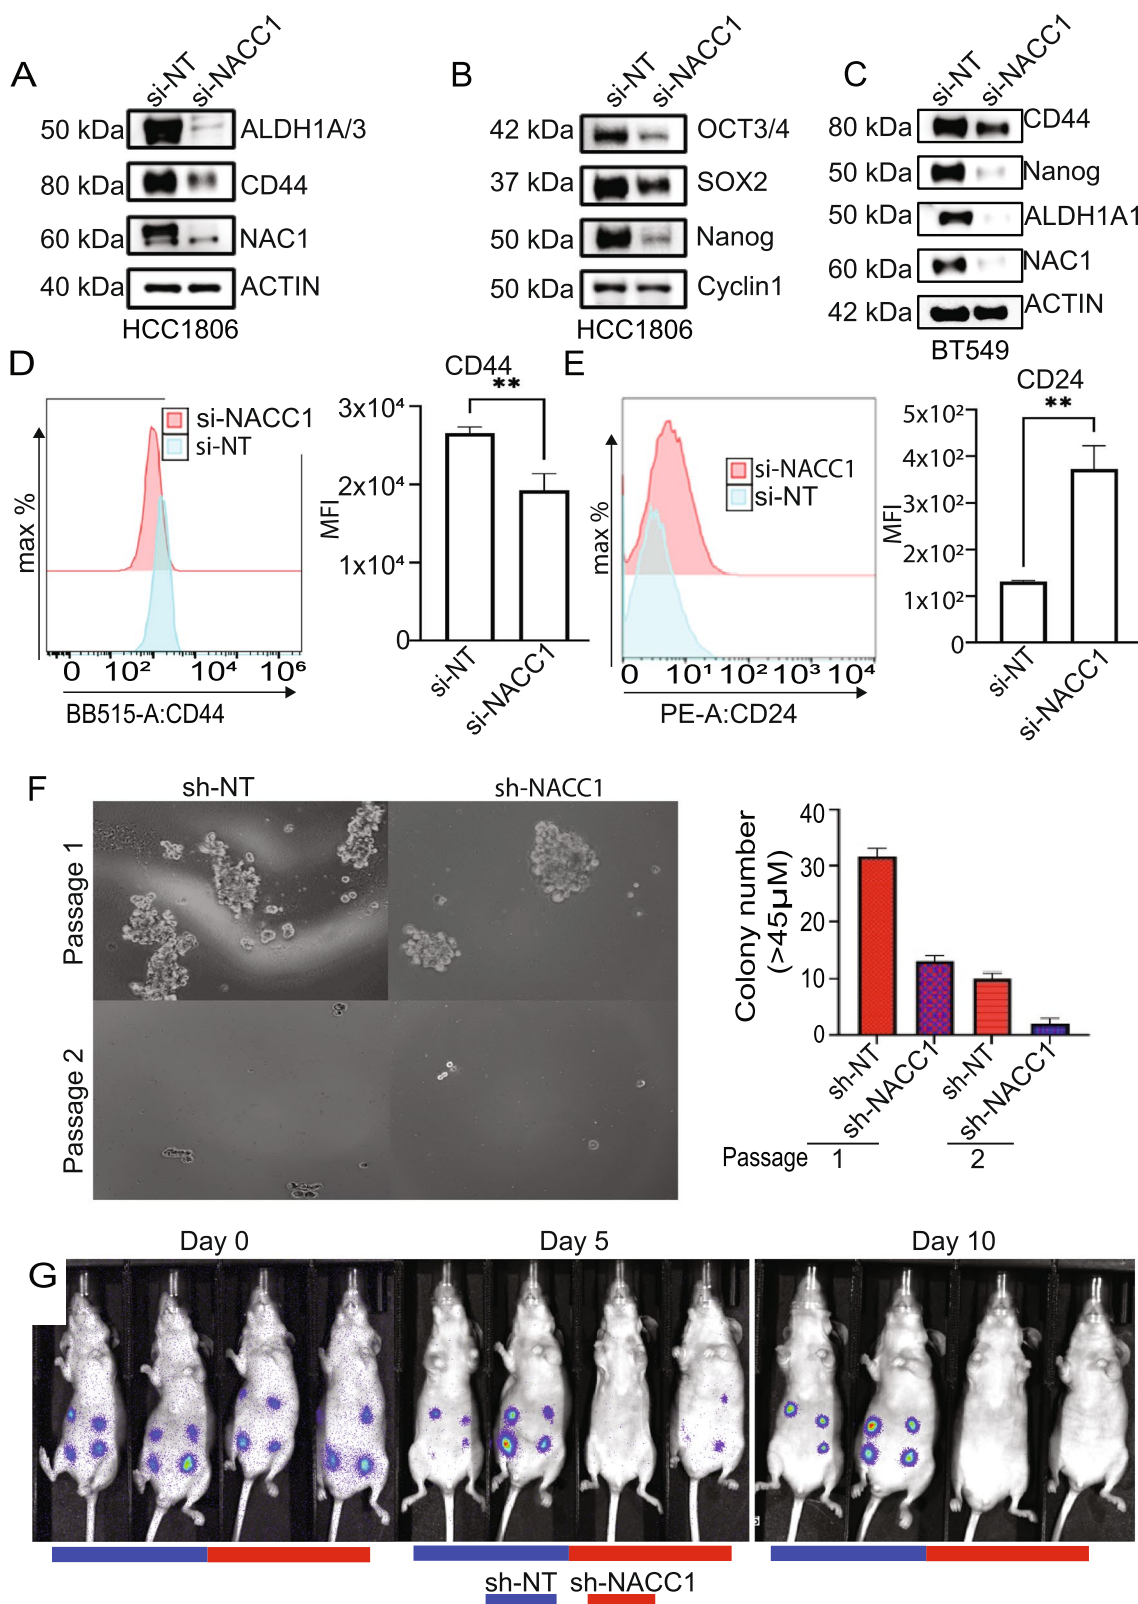 A
si-NT
si-NACC1
50 kDa
ALDH1A/3
80 kDa
CD44
60 kDa
NAC1
40 kDa
ACTIN
HCC1806
B
si-NT
si-NACC1
42 kDa
OCT3/4
37 kDa
SOX2
50 kDa
Nanog
50 kDa
Cyclin1
HCC1806
C
si-NT
si-NACC1
80 kDa
CD44
50 kDa
Nanog
50 kDa
ALDH1A1
60 kDa
NAC1
42 kDa
ACTIN
BT549
D
max %
si-NACC1
si-NT
0 10² 10⁴ 10⁶
BB515-A:CD44
CD44
**
MFI
3x10⁴
2x10⁴
1x10⁴
0
si-NT
si-NACC1
E
max %
si-NACC1
si-NT
0 10¹ 10² 10³ 10⁴
PE-A:CD24
CD24
**
MFI
5x10²
4x10²
3x10²
2x10²
1x10²
0
si-NT
si-NACC1
F
sh-NT
sh-NACC1
Passage 1
Passage 2
Colony number
(>45µM)
40
30
20
10
0
sh-NT
sh-NACC1
sh-NT
sh-NACC1
Passage 1 2
G
Day 0
Day 5
Day 10
sh-NT
sh-NACC1